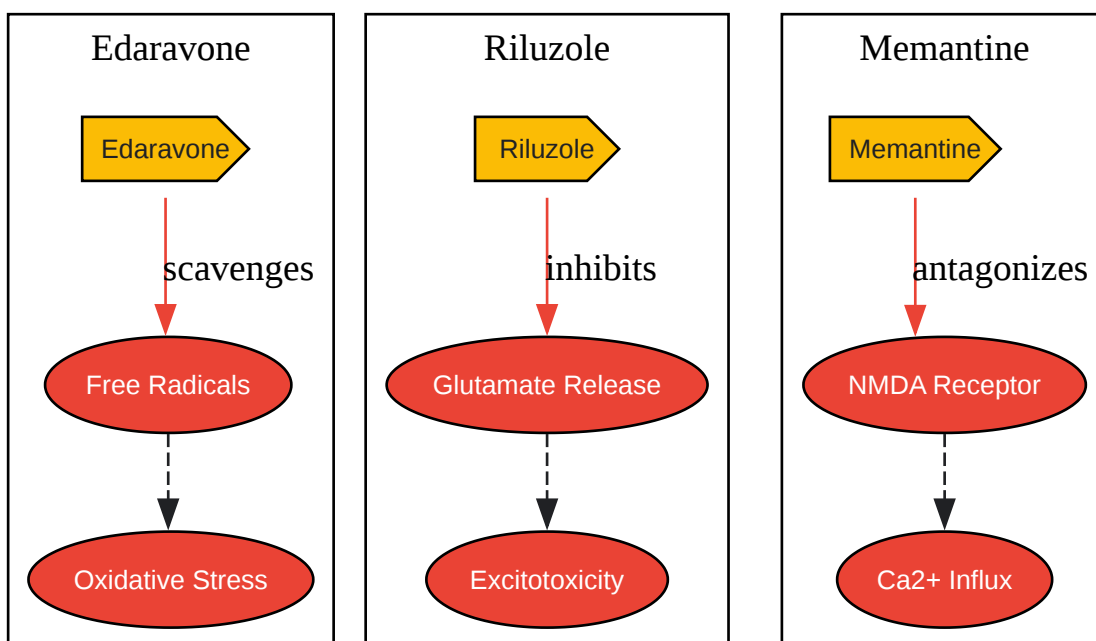 Edaravone
Edaravone
scavenges
Free Radicals
Oxidative Stress
Riluzole
Riluzole
inhibits
Glutamate Release
Excitotoxicity
Memantine
Memantine
antagonizes
NMDA Receptor
Ca2+ Influx